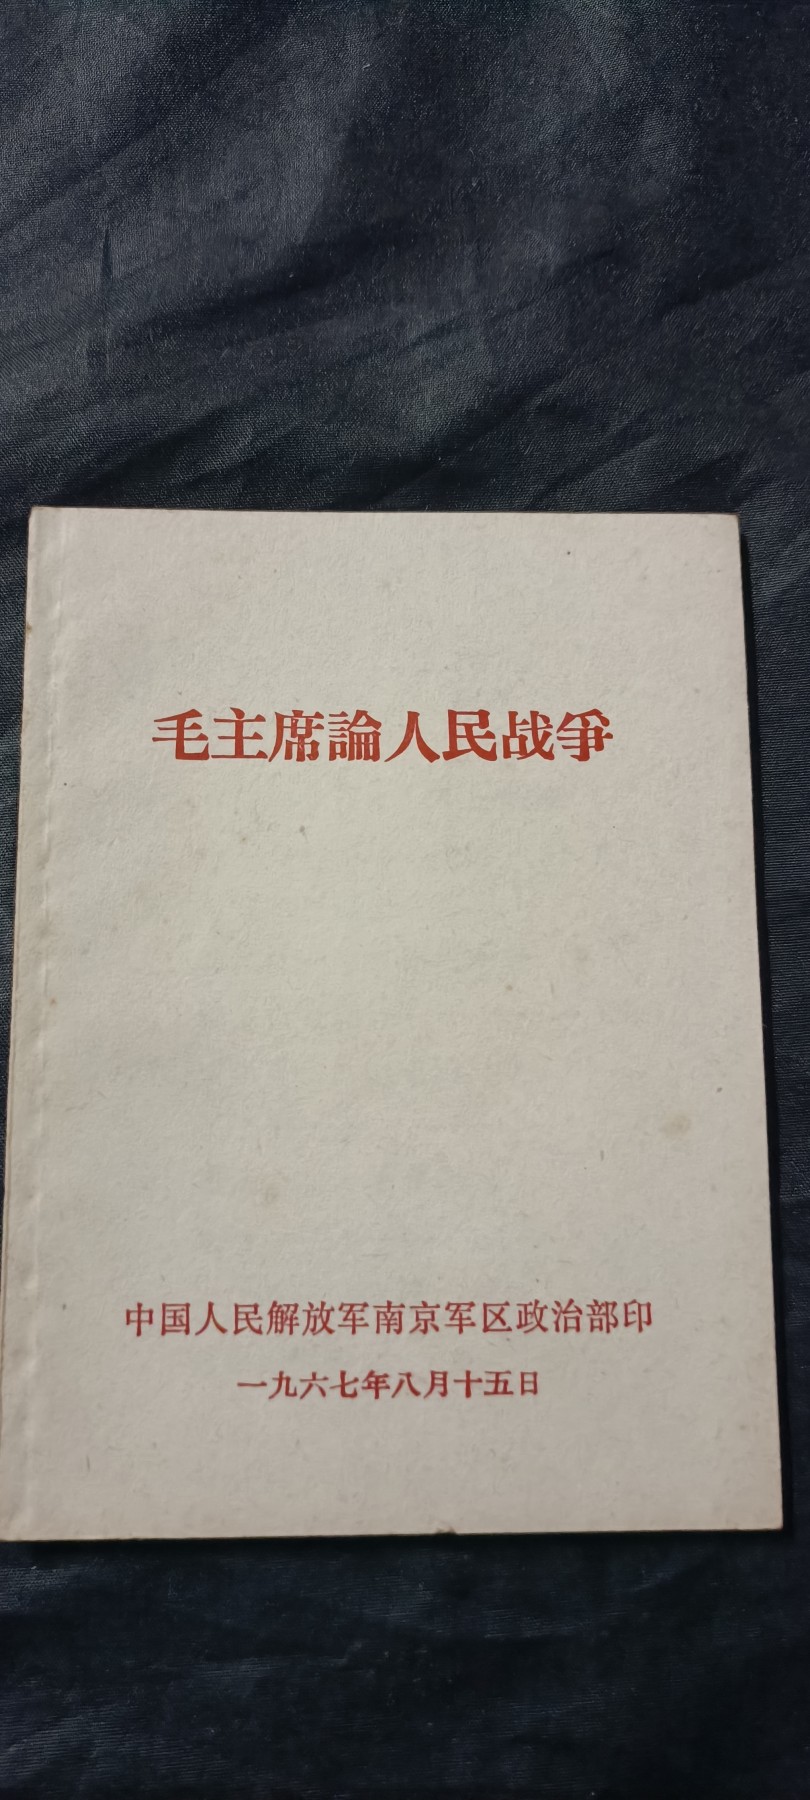 毛主席論人民战爭
中国人民解放军南京军区政治部印
一九六七年八月十五日